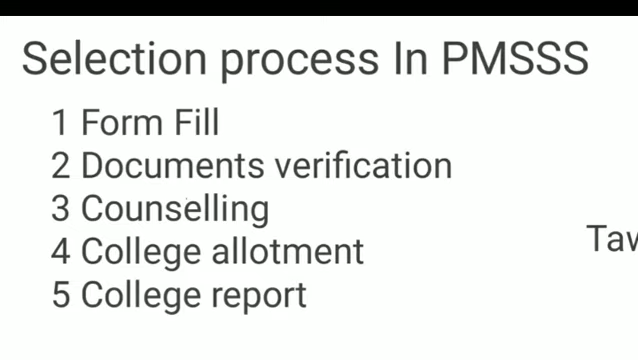 Selection process In PMSSS
1 Form Fill
2 Documents verification
3 Counselling
4 College allotment
5 College report